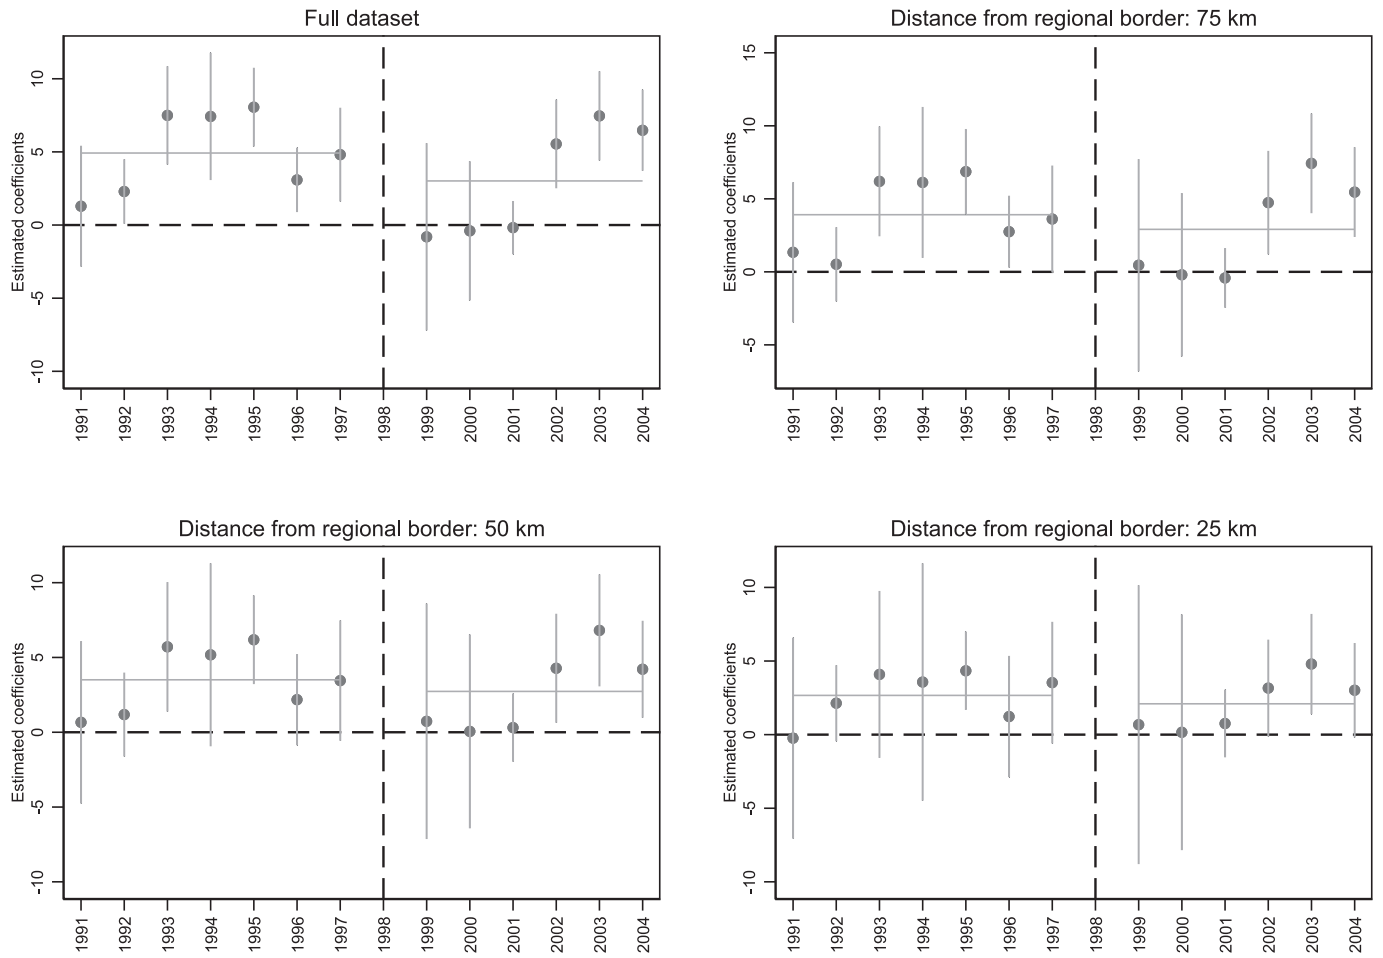 Full dataset
Estimated coefficients
10
5
0
-5
-10
1991 1992 1993 1994 1995 1996 1997 1998 1999 2000 2001 2002 2003 2004
Distance from regional border: 75 km
Estimated coefficients
15
10
5
0
-5
1991 1992 1993 1994 1995 1996 1997 1998 1999 2000 2001 2002 2003 2004
Distance from regional border: 50 km
Estimated coefficients
10
5
0
-5
-10
1991 1992 1993 1994 1995 1996 1997 1998 1999 2000 2001 2002 2003 2004
Distance from regional border: 25 km
Estimated coefficients
10
5
0
-5
-10
1991 1992 1993 1994 1995 1996 1997 1998 1999 2000 2001 2002 2003 2004